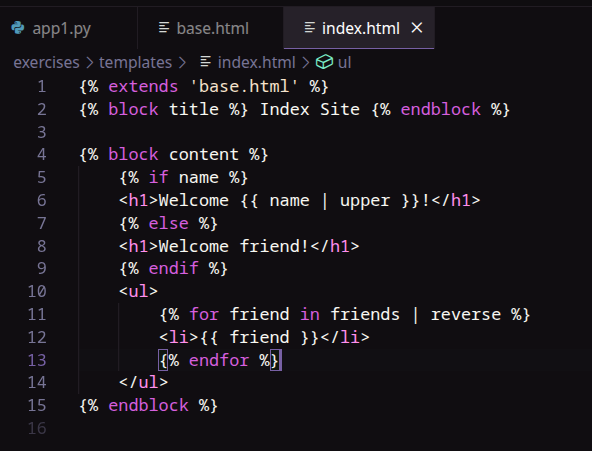 app1.py base.html index.html ×
exercises > templates > index.html > ul
1 {% extends 'base.html' %}
2 {% block title %} Index Site {% endblock %}
3
4 {% block content %}
5 {% if name %}
6 <h1>Welcome {{ name | upper }}!</h1>
7 {% else %}
8 <h1>Welcome friend!</h1>
9 {% endif %}
10 <ul>
11 {% for friend in friends | reverse %}
12 <li>{{ friend }}</li>
13 {% endfor %}
14 </ul>
15 {% endblock %}
16